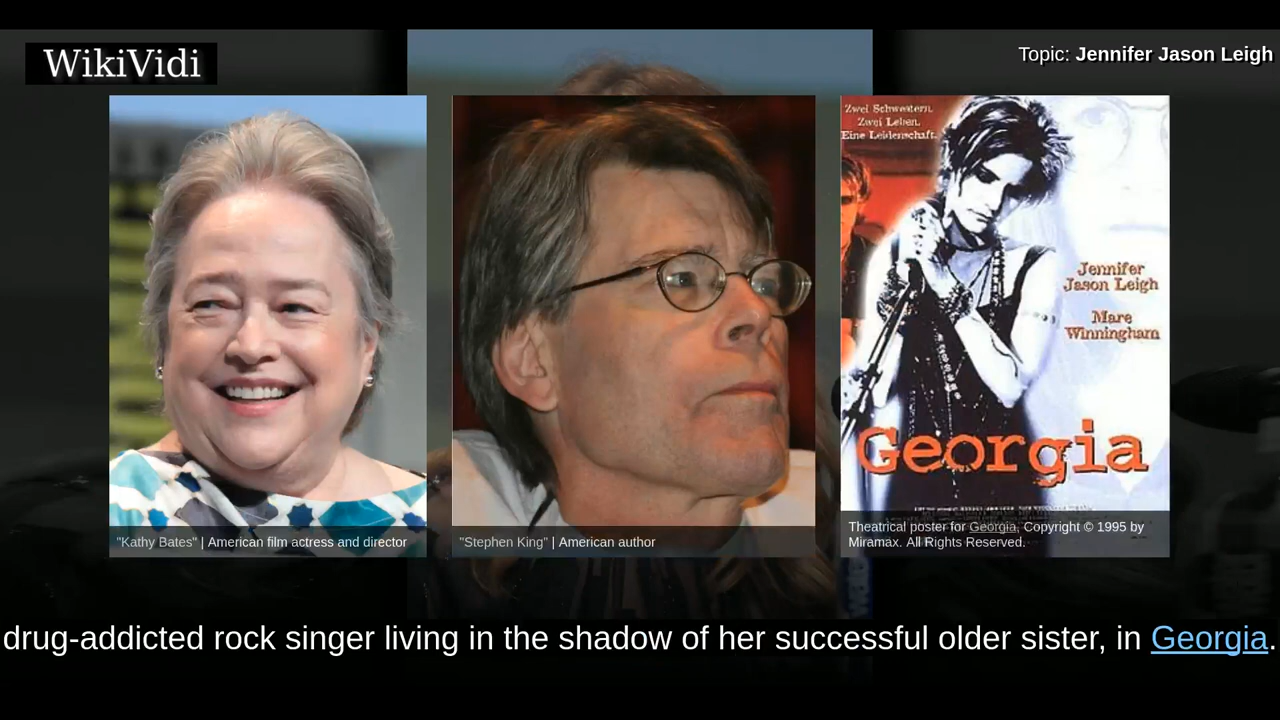 WikiVidi
Topic: Jennifer Jason Leigh
Zwei Schwestern.
Zwei Leben.
Eine Leidenschaft.
Jennifer
Jason Leigh
Mare
Winningham
Georgia
"Kathy Bates" | American film actress and director
"Stephen King" | American author
Theatrical poster for Georgia, Copyright © 1995 by
Miramax. All Rights Reserved.
drug-addicted rock singer living in the shadow of her successful older sister, in Georgia.